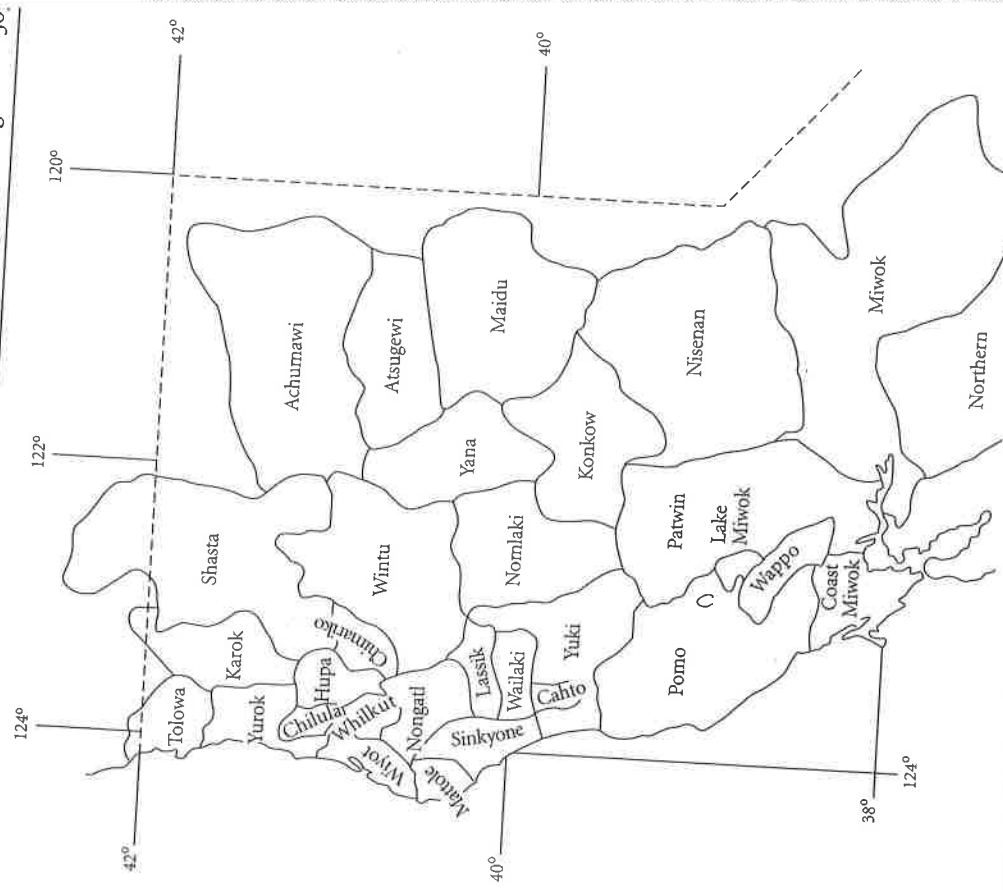 120°
42°
122°
124°
42°
40°
40°
38°
124°
Tolowa
Karok
Shasta
Yurok
Hupa
Chilular
Whilkut
Chimariko
Wiyot
Nongatl
Mattole
Sinkyone
Lassik
Wailaki
Cahto
Yuki
Wintu
Nomlaki
Achumawi
Atsugewi
Yana
Maidu
Konkow
Nisenan
Patwin
Lake
Miwok
Wappo
Pomo
Coast
Miwok
Miwok
Northern